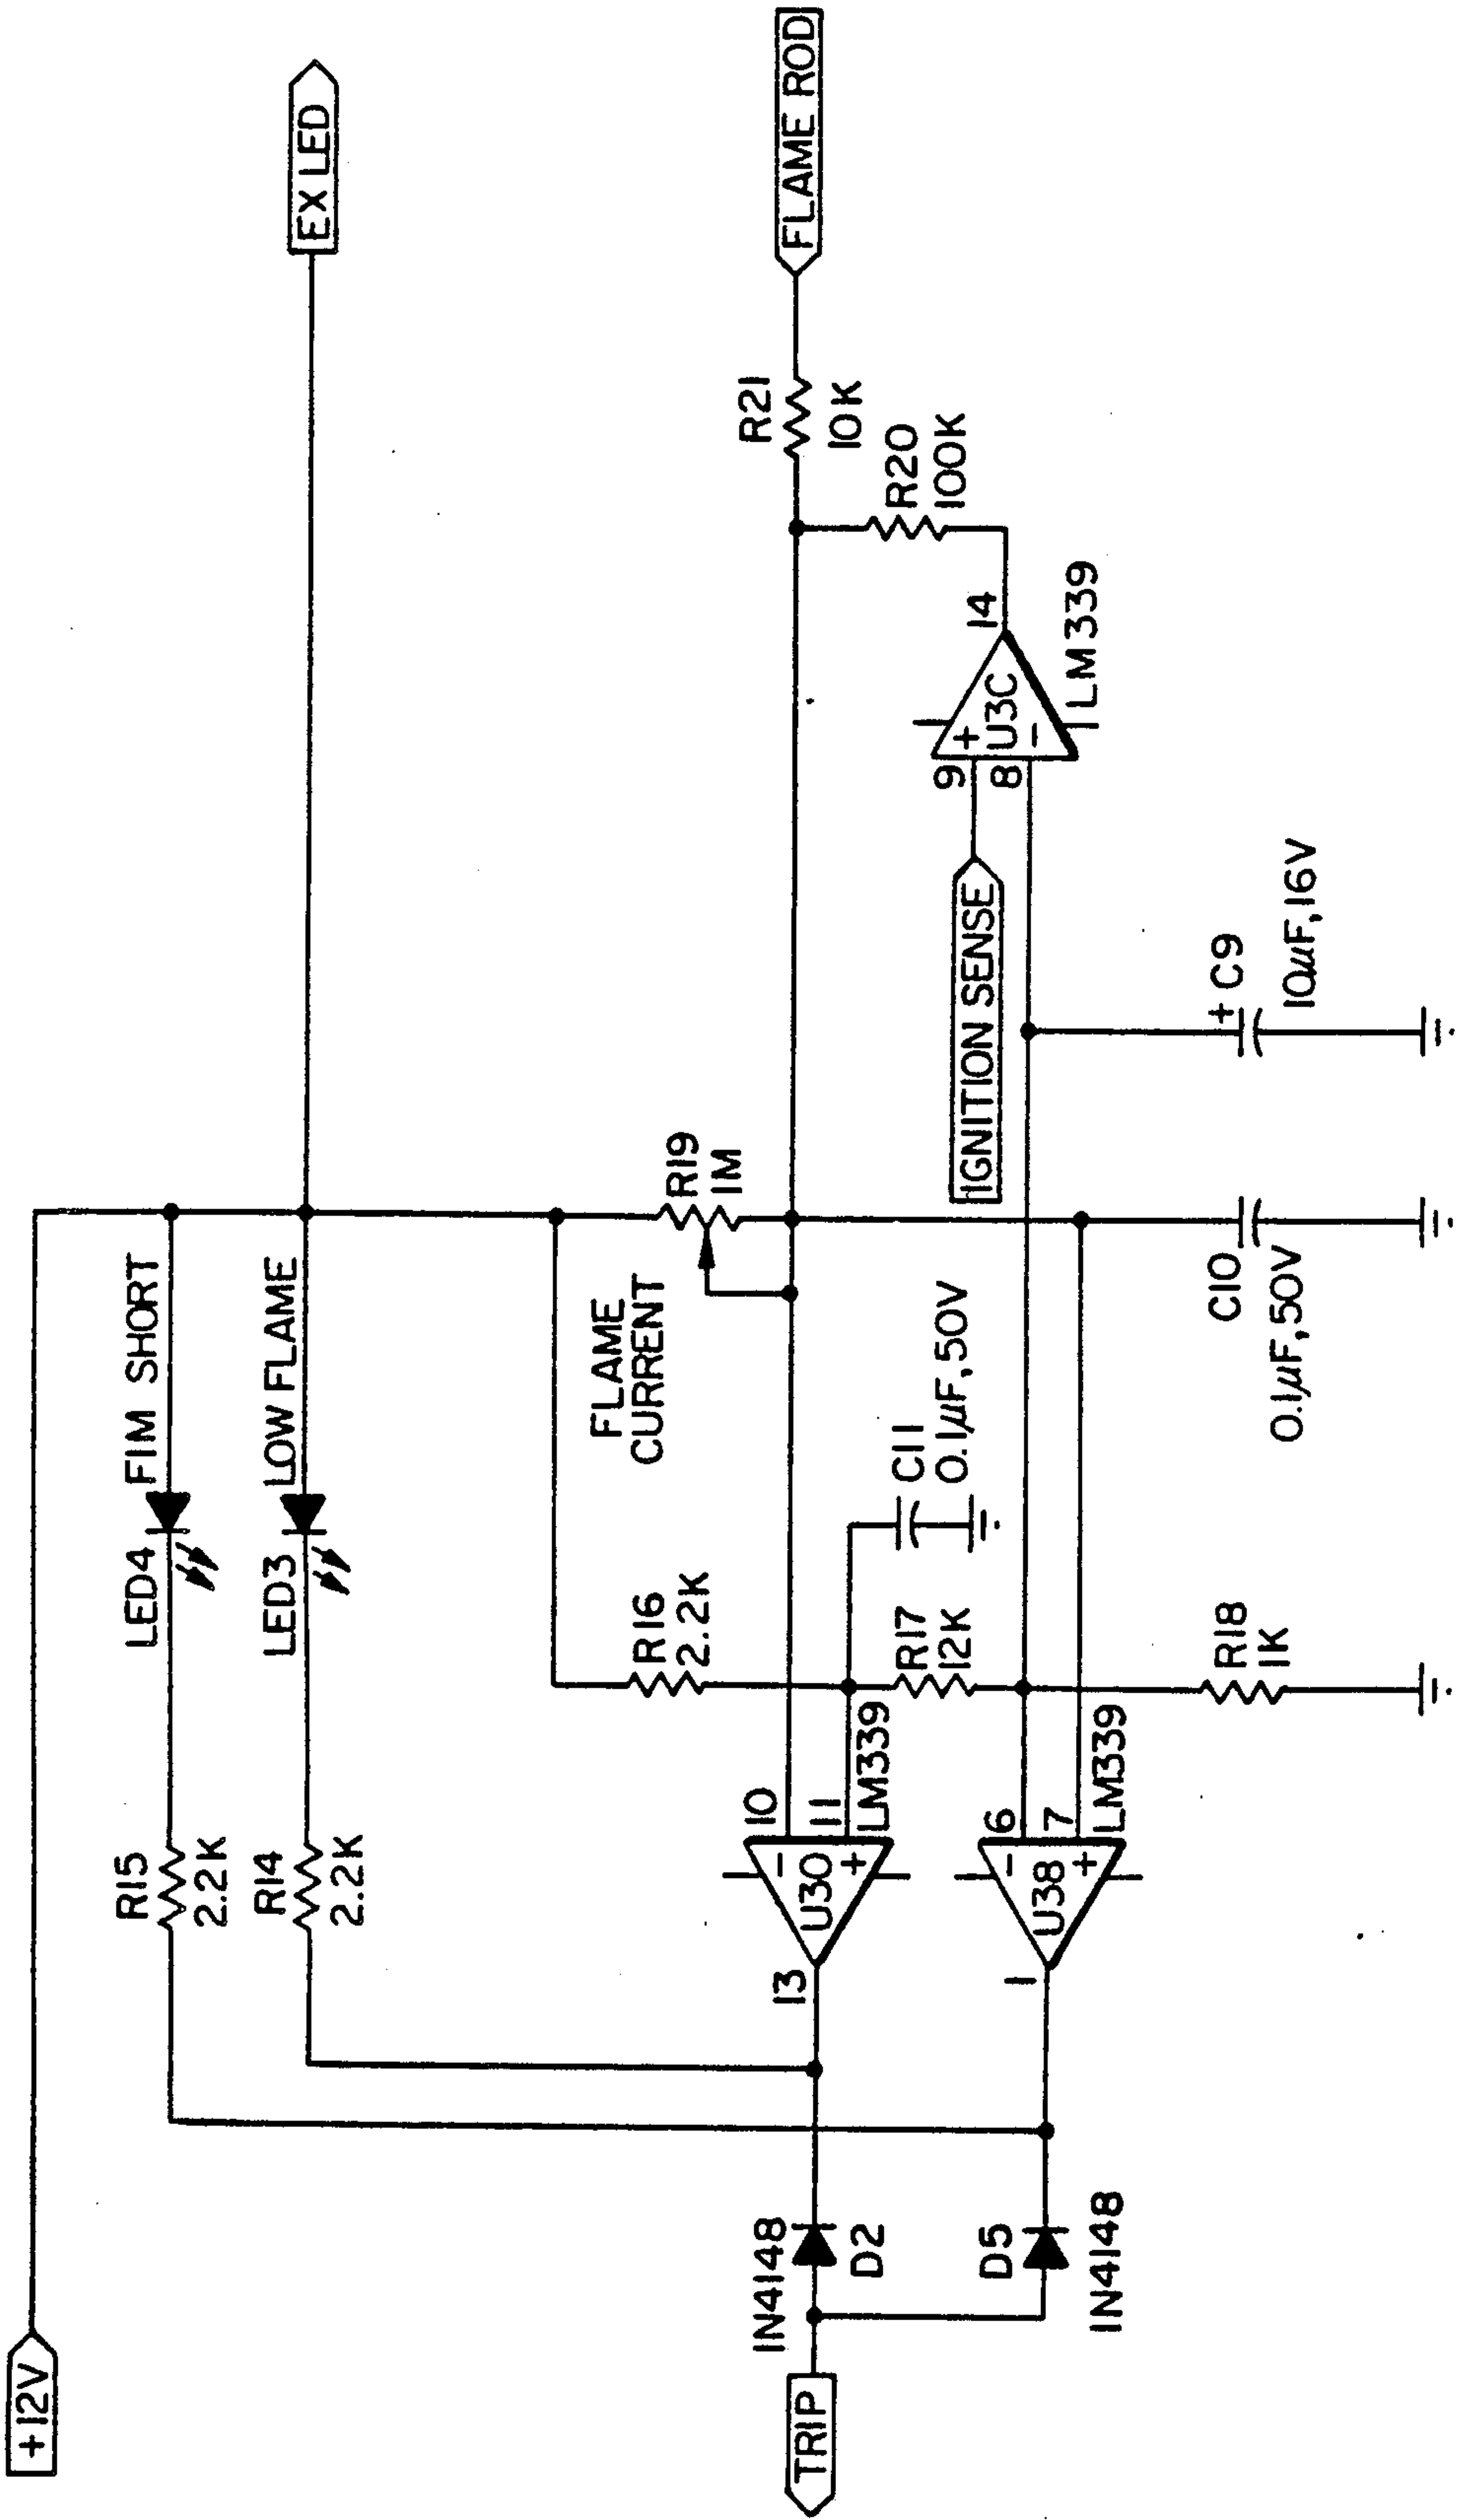 +12V
FIM SHORT
LED4
R15
2.2K
LOW FLAME
LED3
R14
2.2K
EX LED
FLAME
CURRENT
R19
1M
R16
2.2K
FLAME ROD
R21
10K
R20
100K
IN4148
D2
TRIP
13
10
11
U30
-
+
LM339
C11
0.1µF,50V
R17
12K
IGNITION SENSE
9
8
14
+
U3C
-
LM339
D5
IN4148
1
6
7
-
U38
+
LM339
R18
1K
C10
0.1µF,50V
+ C9
10µF,16V